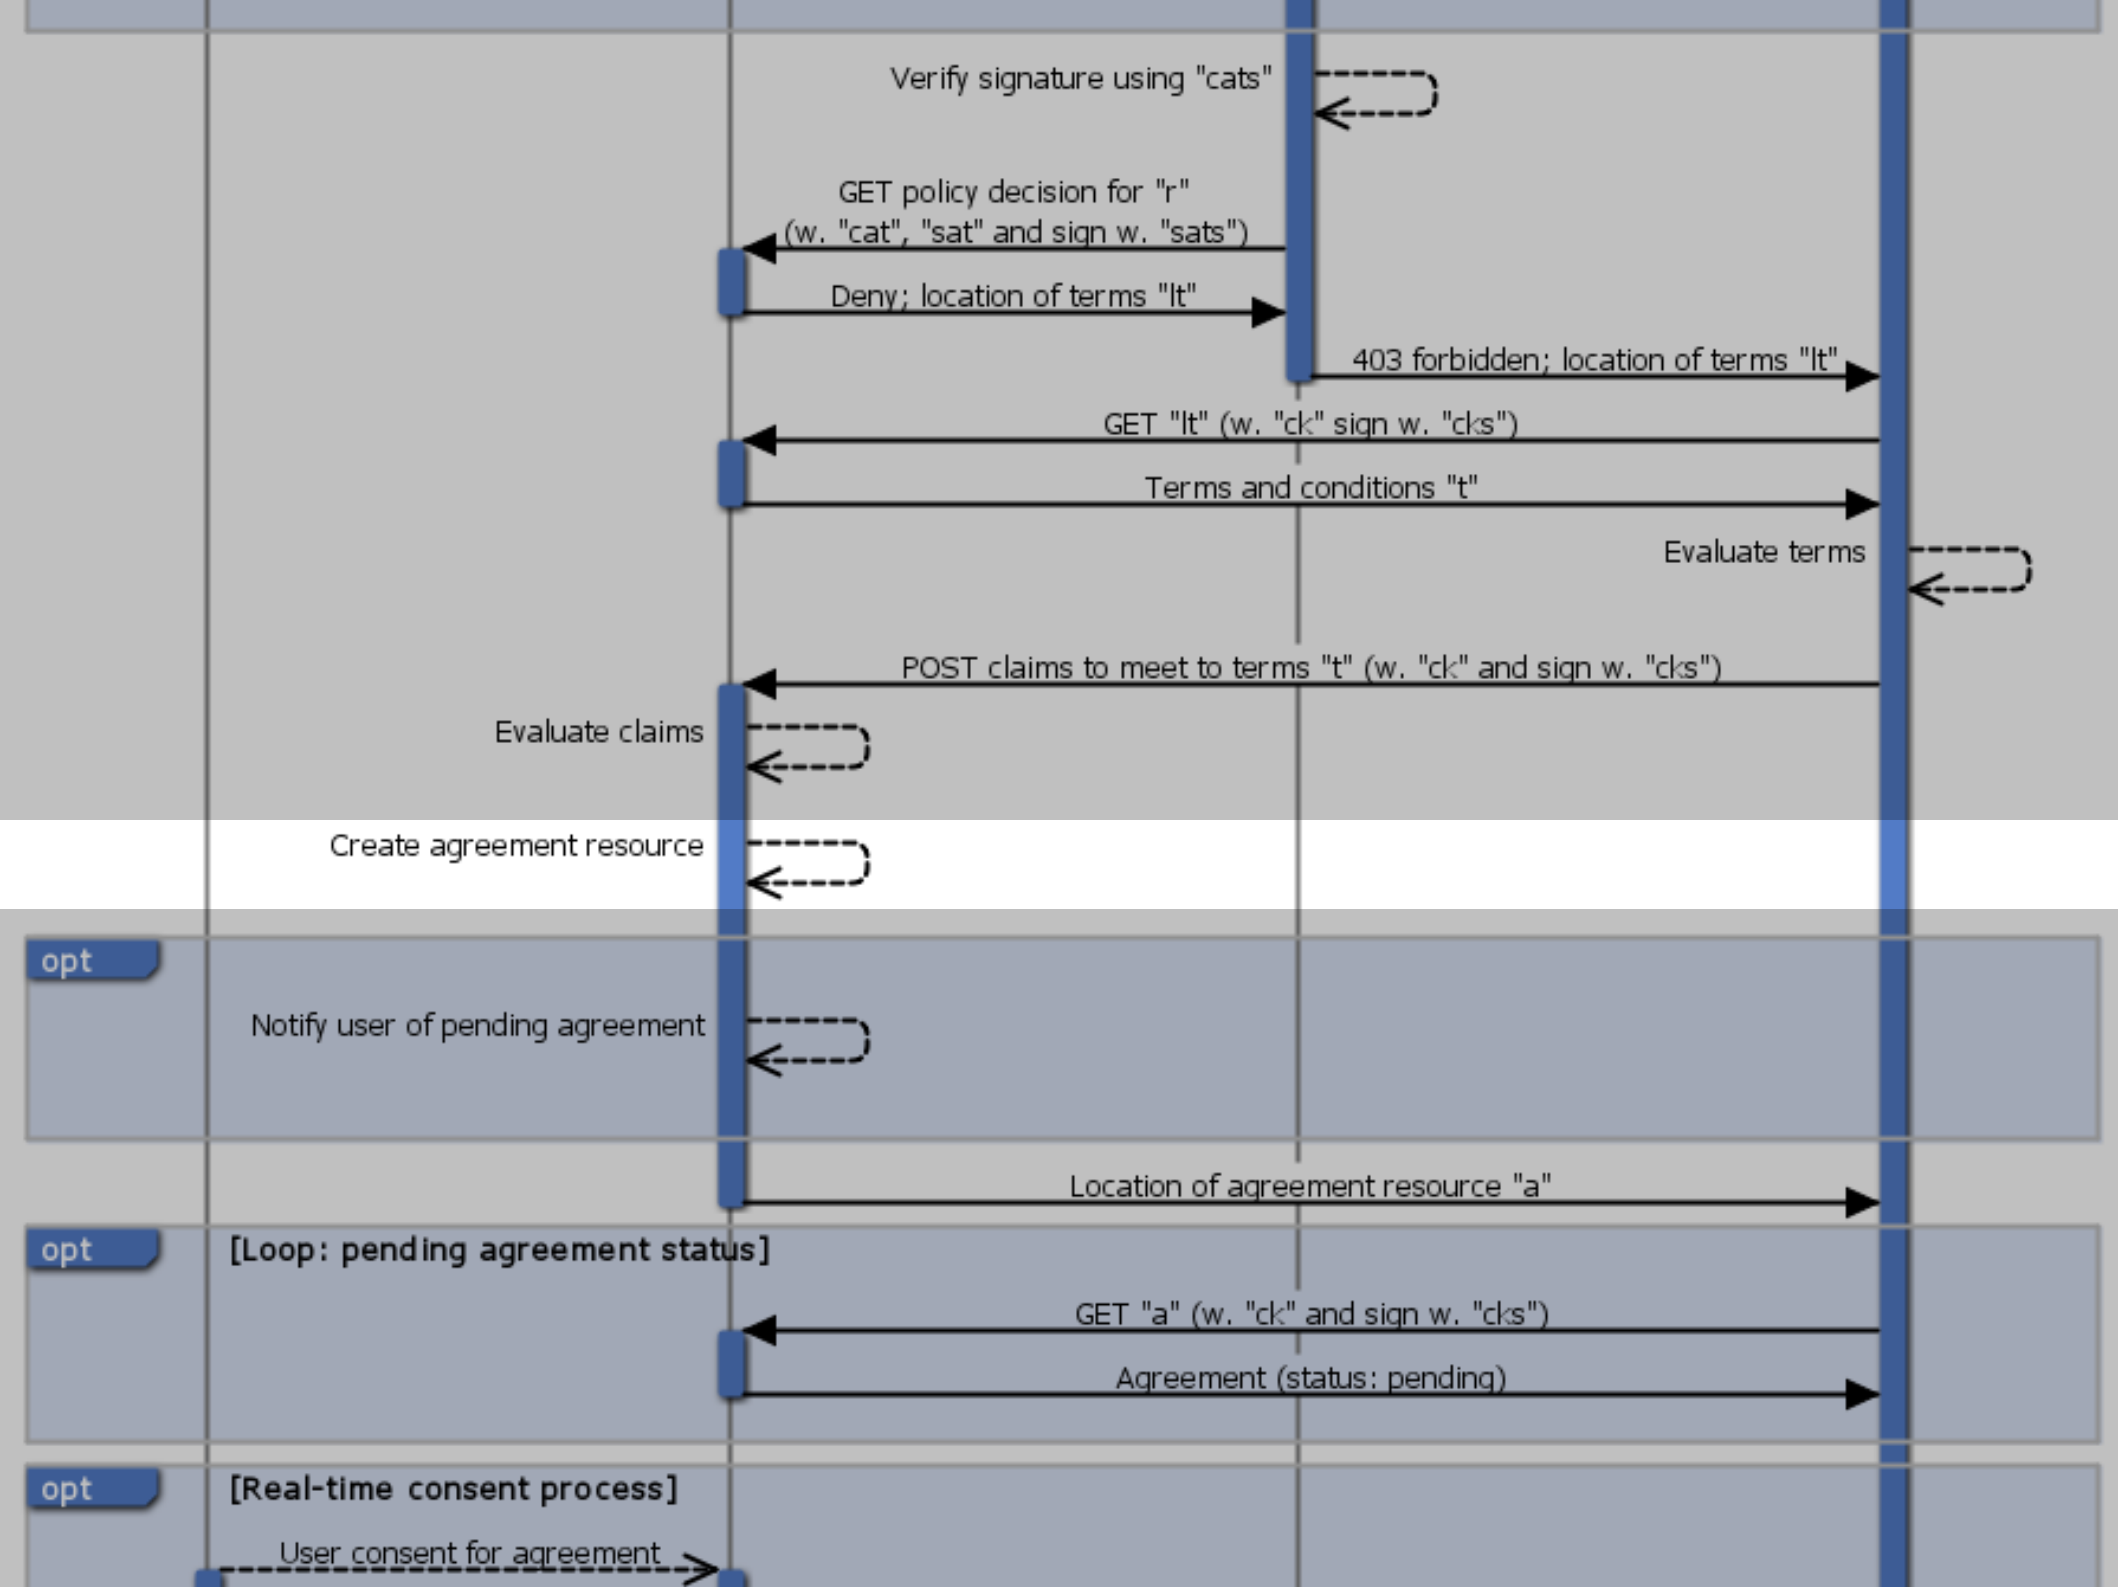 Verify signature using "cats"
GET policy decision for "r"
(w. "cat", "sat" and sign w. "sats")
Deny; location of terms "lt"
403 forbidden; location of terms "lt"
GET "lt" (w. "ck" sign w. "cks")
Terms and conditions "t"
Evaluate terms
POST claims to meet to terms "t" (w. "ck" and sign w. "cks")
Evaluate claims
Create agreement resource
opt
Notify user of pending agreement
Location of agreement resource "a"
opt [Loop: pending agreement status]
GET "a" (w. "ck" and sign w. "cks")
Agreement (status: pending)
opt [Real-time consent process]
User consent for agreement